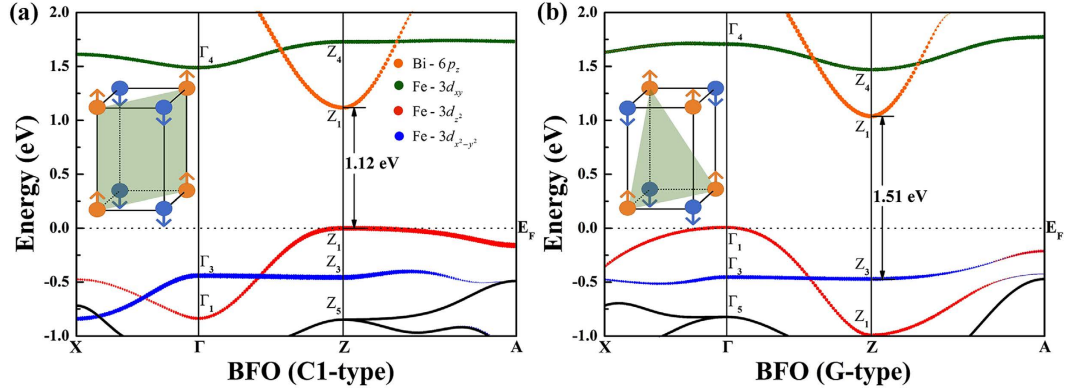 (a)
Energy (eV)
2.0
1.5
1.0
0.5
0.0
-0.5
-1.0
Γ4
Z4
Bi - 6pz
Fe - 3dxy
Fe - 3dz²
Fe - 3dx²−y²
Z1
1.12 eV
EF
Z1
Γ3
Z3
Γ1
Z5
X
Γ
Z
A
BFO (C1-type)
(b)
Energy (eV)
2.0
1.5
1.0
0.5
0.0
-0.5
-1.0
Γ4
Z4
Z1
1.51 eV
EF
Γ1
Γ3
Z3
Γ5
Z1
X
Γ
Z
A
BFO (G-type)